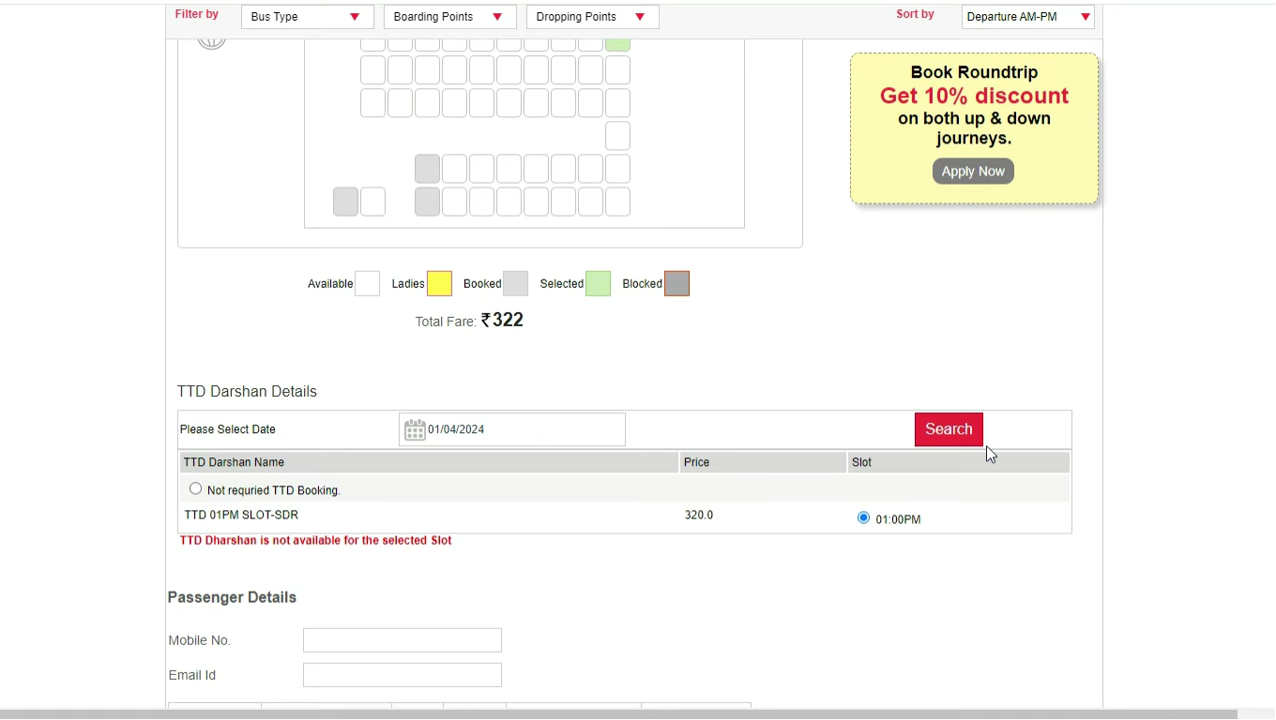 Filter by Bus Type Boarding Points Dropping Points Sort by Departure AM-PM
Book Roundtrip
Get 10% discount
on both up & down
journeys.
Apply Now
Available Ladies Booked Selected Blocked
Total Fare: ₹322
TTD Darshan Details
Please Select Date 01/04/2024 Search
TTD Darshan Name Price Slot
Not requried TTD Booking.
TTD 01PM SLOT-SDR 320.0 01:00PM
TTD Dharshan is not available for the selected Slot
Passenger Details
Mobile No.
Email Id